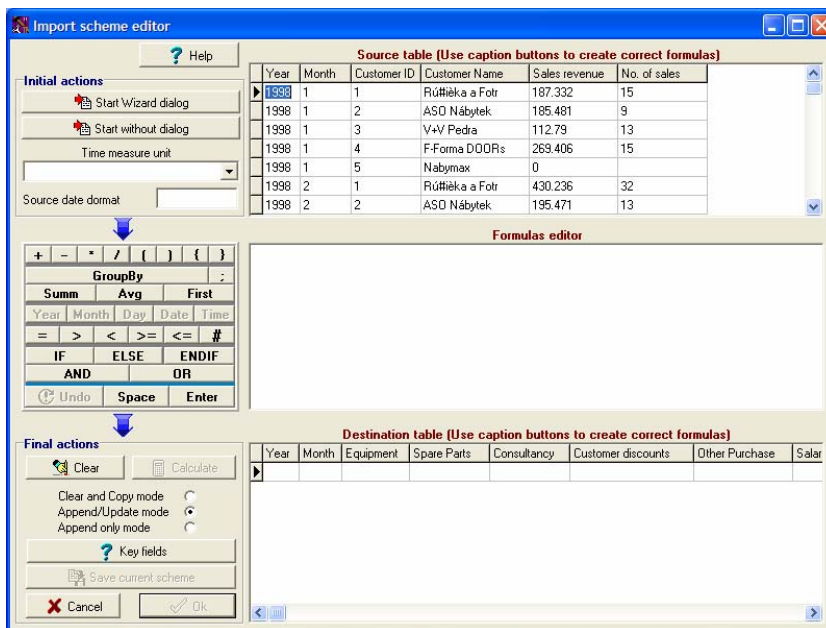 Import scheme editor
Help
Initial actions
Start Wizard dialog
Start without dialog
Time measure unit
Source date dormat
Source table (Use caption buttons to create correct formulas)
Year Month Customer ID Customer Name Sales revenue No. of sales
1998 1 1 Rú#ièka a Fotr 187.332 15
1998 1 2 ASO Nábytek 185.481 9
1998 1 3 V+V Pedra 112.79 13
1998 1 4 F-Forma DOORs 269.406 15
1998 1 5 Nabymax 0
1998 2 1 Rú#ièka a Fotr 430.236 32
1998 2 2 ASO Nábytek 195.471 13
+ - * / ( ) { }
GroupBy ;
Summ Avg First
Year Month Day Date Time
= > < >= <= #
IF ELSE ENDIF
AND OR
Undo Space Enter
Formulas editor
Final actions
Clear Calculate
Clear and Copy mode
Append/Update mode
Append only mode
Key fields
Save current scheme
Cancel Ok
Destination table (Use caption buttons to create correct formulas)
Year Month Equipment Spare Parts Consultancy Customer discounts Other Purchase Salar